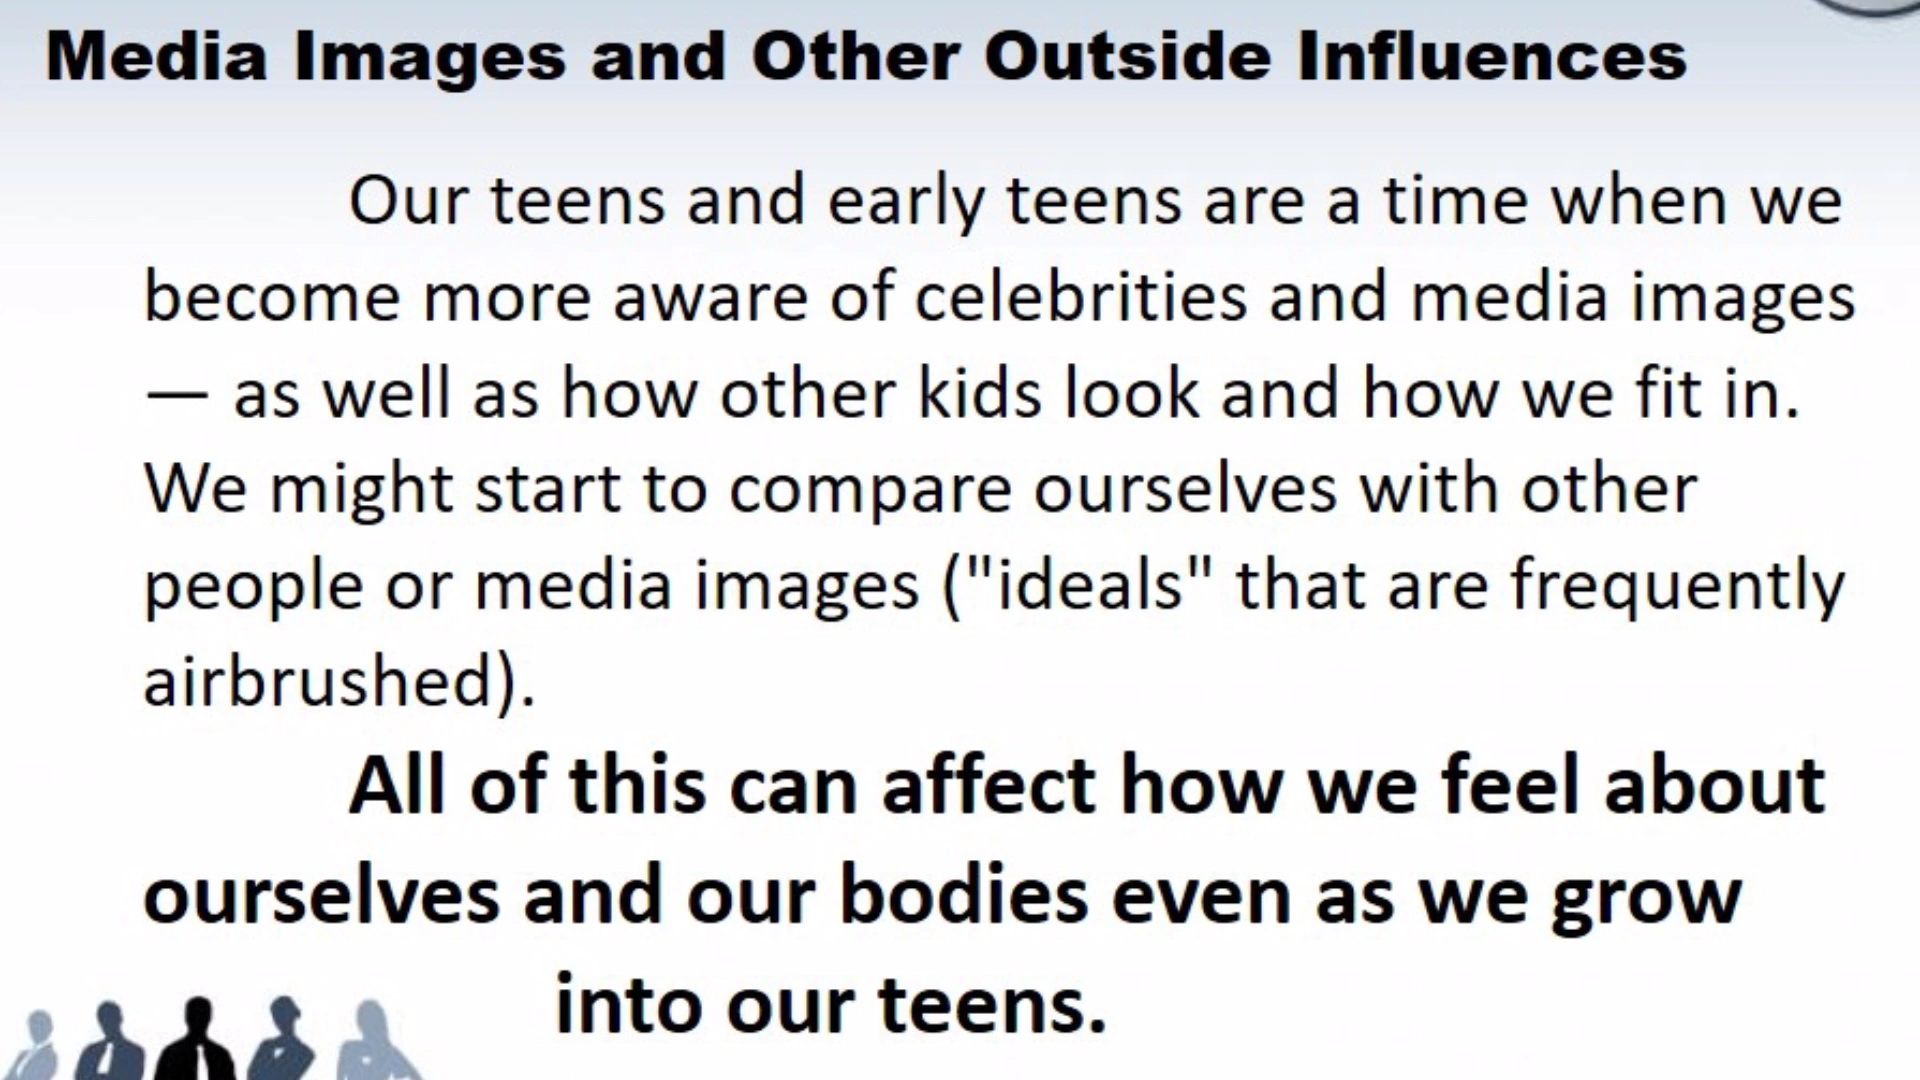 Media Images and Other Outside Influences
Our teens and early teens are a time when we
become more aware of celebrities and media images
— as well as how other kids look and how we fit in.
We might start to compare ourselves with other
people or media images ("ideals" that are frequently
airbrushed).
All of this can affect how we feel about
ourselves and our bodies even as we grow
into our teens.